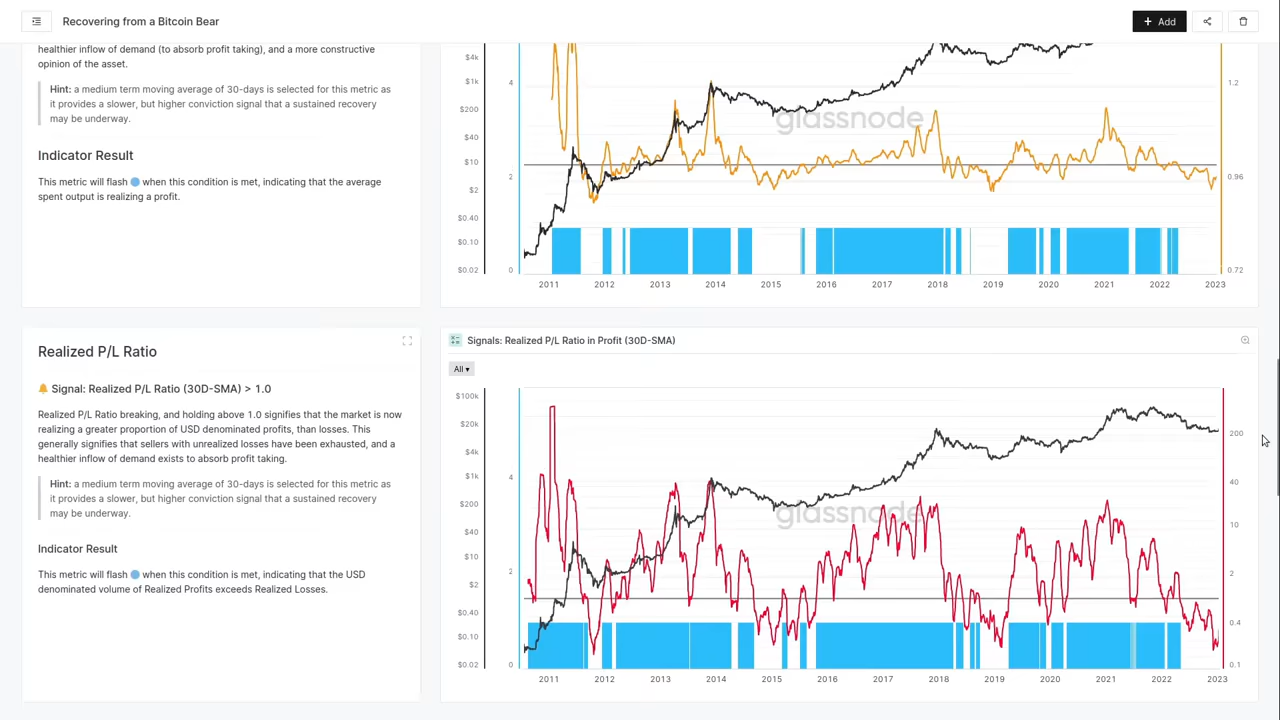 Recovering from a Bitcoin Bear
+ Add
healthier inflow of demand (to absorb profit taking), and a more constructive
opinion of the asset.
Hint: a medium term moving average of 30-days is selected for this metric as
it provides a slower, but higher conviction signal that a sustained recovery
may be underway.
Indicator Result
This metric will flash 🔵 when this condition is met, indicating that the average
spent output is realizing a profit.
$4k
$1k
$200
$40
$10
$2
$0.40
$0.10
$0.02
4
2
0
glassnode
1.2
0.96
0.72
2011 2012 2013 2014 2015 2016 2017 2018 2019 2020 2021 2022 2023
Realized P/L Ratio
🔔 Signal: Realized P/L Ratio (30D-SMA) > 1.0
Realized P/L Ratio breaking, and holding above 1.0 signifies that the market is now
realizing a greater proportion of USD denominated profits, than losses. This
generally signifies that sellers with unrealized losses have been exhausted, and a
healthier inflow of demand exists to absorb profit taking.
Hint: a medium term moving average of 30-days is selected for this metric as
it provides a slower, but higher conviction signal that a sustained recovery
may be underway.
Indicator Result
This metric will flash 🔵 when this condition is met, indicating that the USD
denominated volume of Realized Profits exceeds Realized Losses.
Signals: Realized P/L Ratio in Profit (30D-SMA)
All ▾
$100k
$20k
$4k
$1k
$200
$40
$10
$2
$0.40
$0.10
$0.02
4
2
0
glassnode
200
40
10
2
0.4
0.1
2011 2012 2013 2014 2015 2016 2017 2018 2019 2020 2021 2022 2023